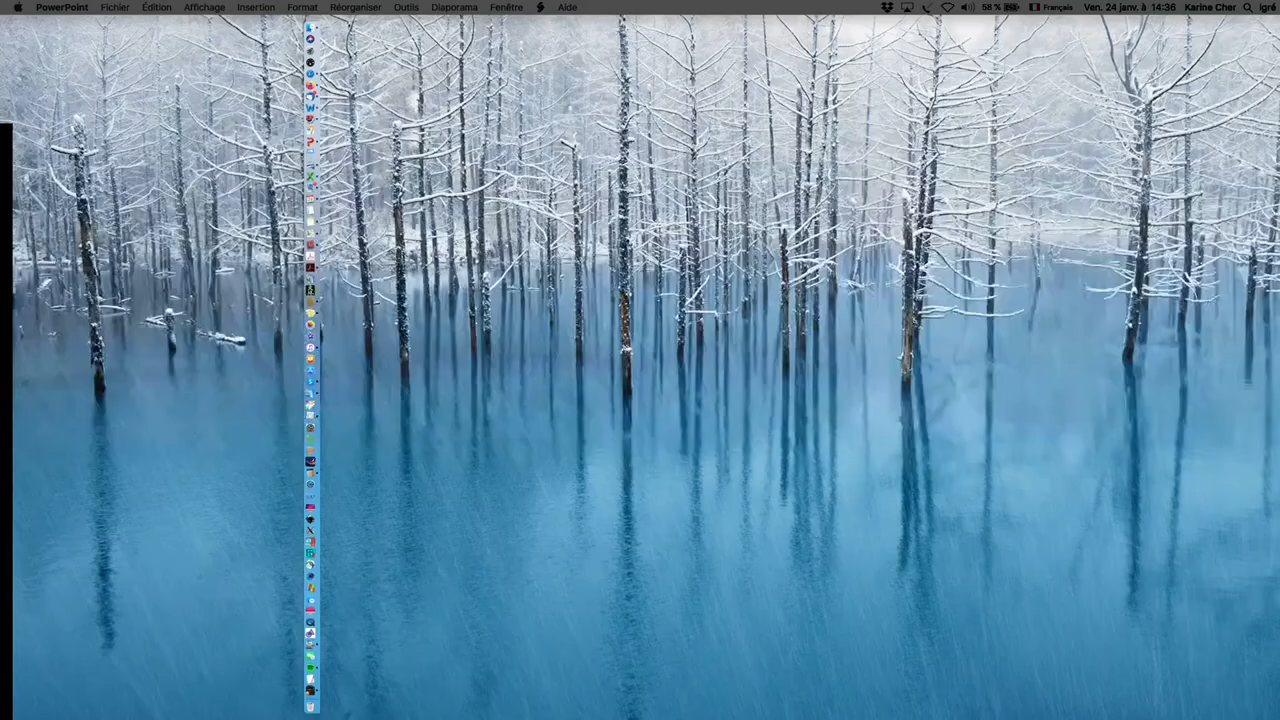 PowerPoint Fichier Édition Affichage Insertion Format Réorganiser Outils Diaporama Fenêtre Aide 58 % Français Ven. 24 janv. à 14:36 Karine Cher Igré